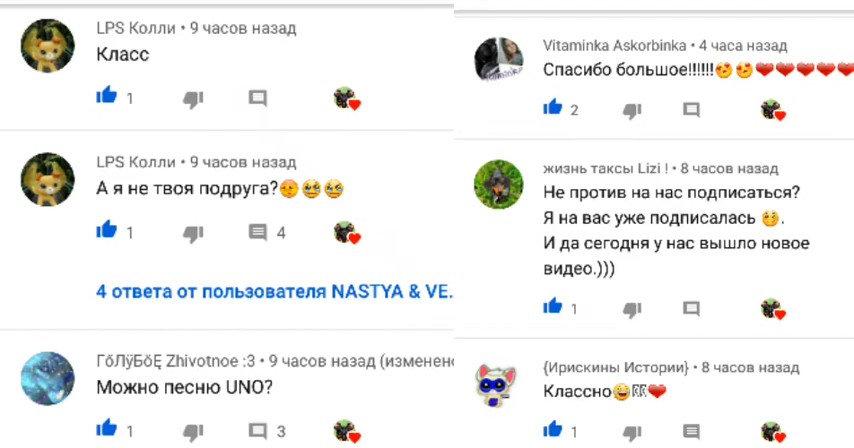 LPS Колли • 9 часов назад
Класс
1
LPS Колли • 9 часов назад
А я не твоя подруга?😔🥺🥺
1 4
4 ответа от пользователя NASTYA & VE.
ГőЛўБőĘ Zhivotnoe :3 • 9 часов назад (изменено
Можно песню UNO?
1 3
Vitaminka Askorbinka • 4 часа назад
Спасибо большое!!!!!!😍😍❤❤❤❤❤
2
жизнь таксы Lizi ! • 8 часов назад
Не против на нас подписаться?
Я на вас уже подписалась 🥺.
И да сегодня у нас вышло новое
видео.)))
1
{Ирискины Истории} • 8 часов назад
Классно😂❤
1